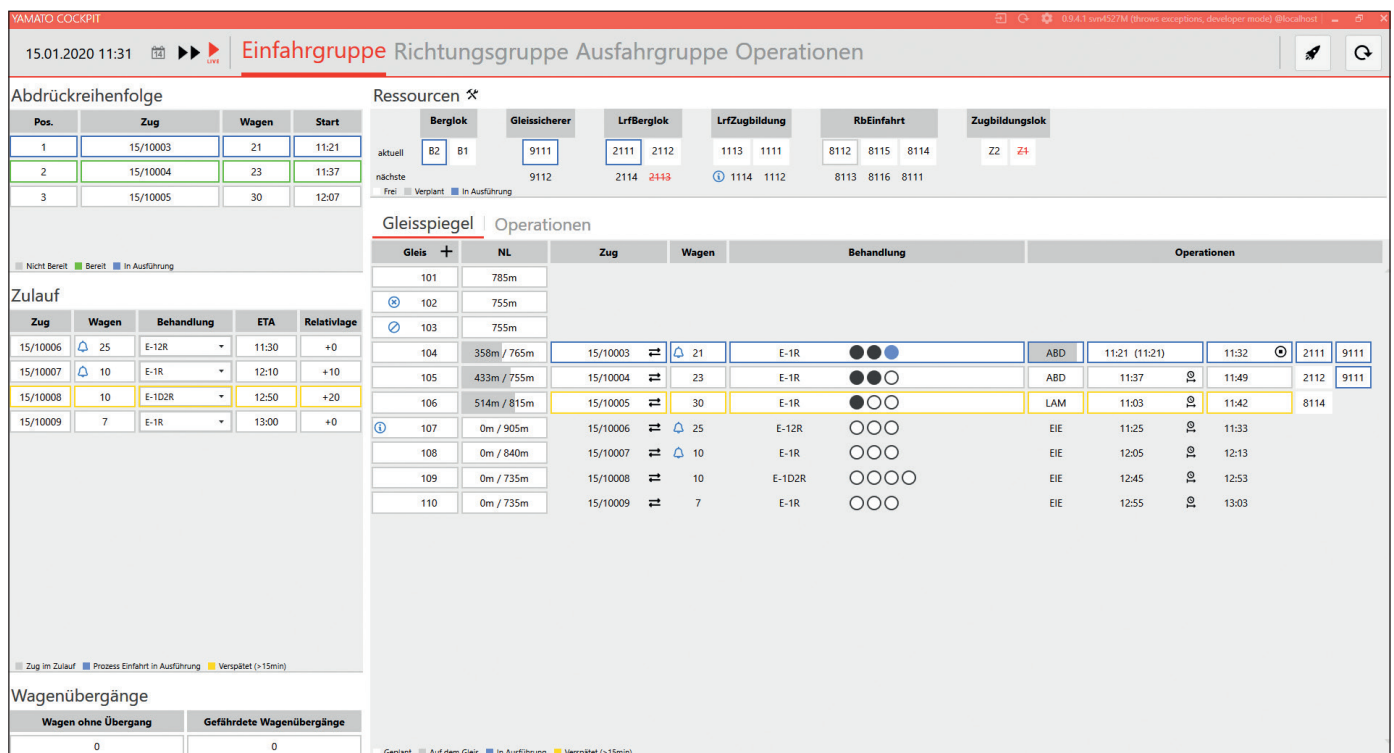 YAMATO COCKPIT 0.9.4.1 svn4527M (throws exceptions, developer mode) @localhost
15.01.2020 11:31 14 LIVE Einfahrgruppe Richtungsgruppe Ausfahrgruppe Operationen
Abdrückreihenfolge
Pos. Zug Wagen Start
1 15/10003 21 11:21
2 15/10004 23 11:37
3 15/10005 30 12:07
Nicht Bereit Bereit In Ausführung
Zulauf
Zug Wagen Behandlung ETA Relativlage
15/10006 25 E-12R 11:30 +0
15/10007 10 E-1R 12:10 +10
15/10008 10 E-1D2R 12:50 +20
15/10009 7 E-1R 13:00 +0
Zug im Zulauf Prozess Einfahrt in Ausführung Verspätet (>15min)
Wagenübergänge
Wagen ohne Übergang Gefährdete Wagenübergänge
0 0
Ressourcen
Berglok Gleissicherer LrfBerglok LrfZugbildung RbEinfahrt Zugbildungslok
aktuell B2 B1 9111 2111 2112 1113 1111 8112 8115 8114 Z2 Z1
nächste 9112 2114 2113 1114 1112 8113 8116 8111
Frei Verplant In Ausführung
Gleisspiegel Operationen
Gleis NL Zug Wagen Behandlung Operationen
101 785m
102 755m
103 755m
104 358m / 765m 15/10003 21 E-1R ABD 11:21 (11:21) 11:32 2111 9111
105 433m / 755m 15/10004 23 E-1R ABD 11:37 11:49 2112 9111
106 514m / 815m 15/10005 30 E-1R LAM 11:03 11:42 8114
107 0m / 905m 15/10006 25 E-12R EIE 11:25 11:33
108 0m / 840m 15/10007 10 E-1R EIE 12:05 12:13
109 0m / 735m 15/10008 10 E-1D2R EIE 12:45 12:53
110 0m / 735m 15/10009 7 E-1R EIE 12:55 13:03
Geplant Auf dem Gleis In Ausführung Verspätet (>15min)